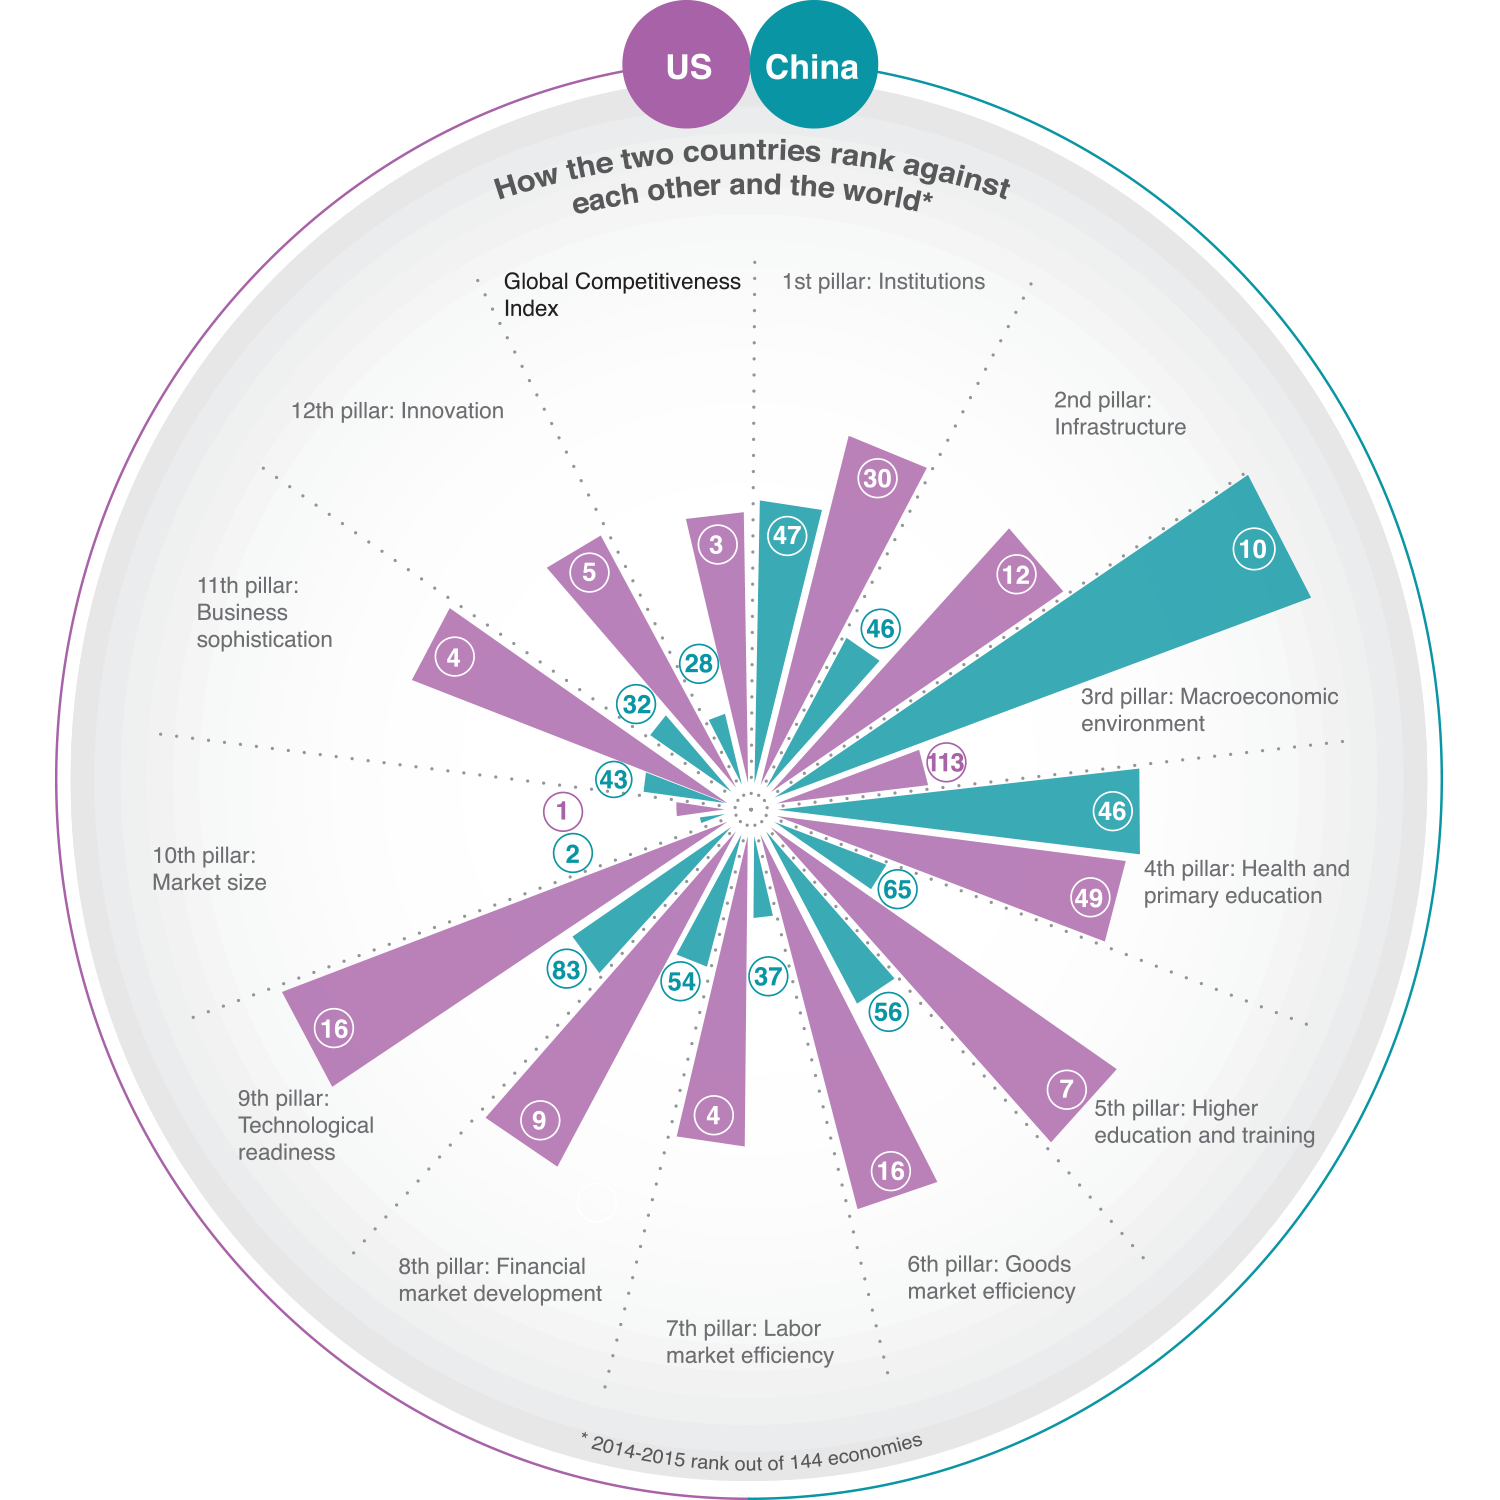 US
China
How the two countries rank against
each other and the world*
Global Competitiveness
Index
3
28
1st pillar: Institutions
47
30
2nd pillar:
Infrastructure
46
12
3rd pillar: Macroeconomic
environment
10
113
4th pillar: Health and
primary education
46
49
5th pillar: Higher
education and training
65
7
6th pillar: Goods
market efficiency
56
16
7th pillar: Labor
market efficiency
37
4
8th pillar: Financial
market development
54
9
9th pillar:
Technological
readiness
83
16
10th pillar:
Market size
1
2
11th pillar:
Business
sophistication
43
4
12th pillar: Innovation
32
5
* 2014-2015 rank out of 144 economies